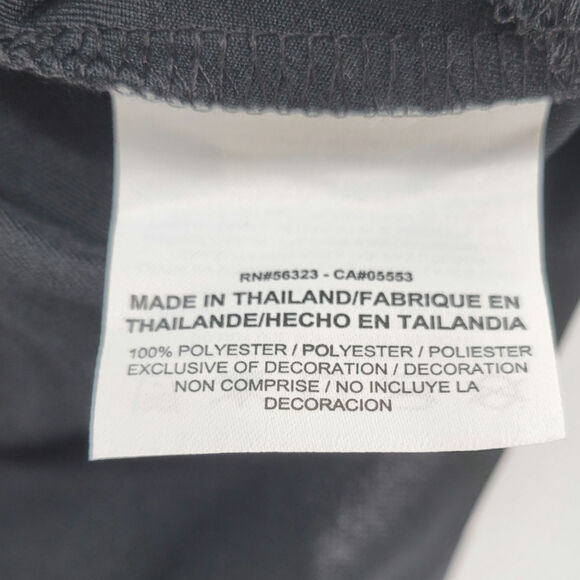 RN#56323 - CA#05553
MADE IN THAILAND/FABRIQUE EN
THAILANDE/HECHO EN TAILANDIA
100% POLYESTER / POLYESTER / POLIESTER
EXCLUSIVE OF DECORATION / DECORATION
NON COMPRISE / NO INCLUYE LA
DECORACION